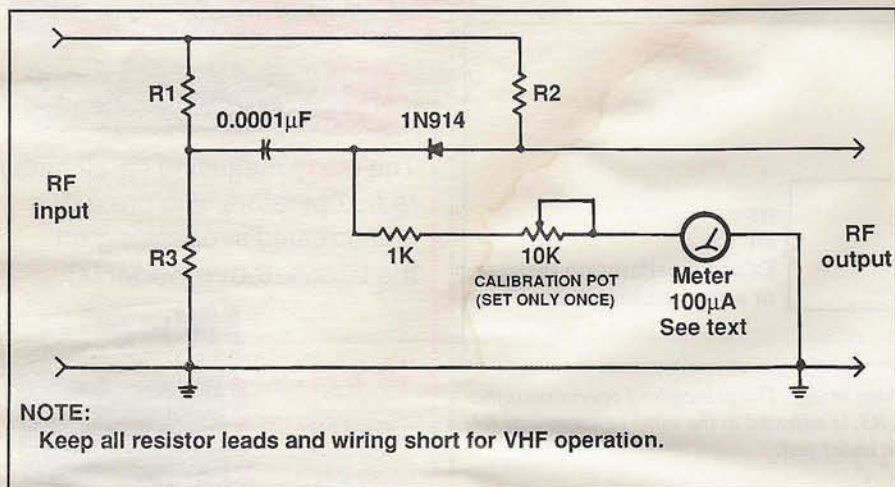 R1
R2
0.0001µF
1N914
RF
input
R3
1K
10K
CALIBRATION POT
(SET ONLY ONCE)
Meter
100µA
See text
RF
output
NOTE:
Keep all resistor leads and wiring short for VHF operation.